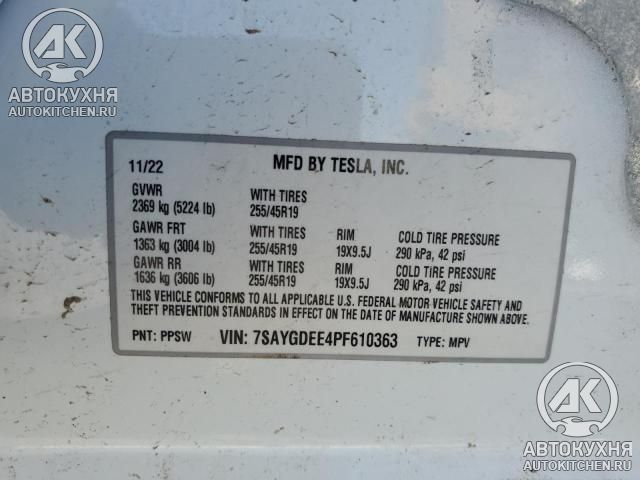 АК
АВТОКУХНЯ
AUTOKITCHEN.RU
11/22 MFD BY TESLA, INC.
GVWR WITH TIRES
2369 kg (5224 lb) 255/45R19
GAWR FRT WITH TIRES RIM COLD TIRE PRESSURE
1363 kg (3004 lb) 255/45R19 19X9.5J 290 kPa, 42 psi
GAWR RR WITH TIRES RIM COLD TIRE PRESSURE
1636 kg (3606 lb) 255/45R19 19X9.5J 290 kPa, 42 psi
THIS VEHICLE CONFORMS TO ALL APPLICABLE U.S. FEDERAL MOTOR VEHICLE SAFETY AND
THEFT PREVENTION STANDARDS IN EFFECT ON THE DATE OF MANUFACTURE SHOWN ABOVE.
PNT: PPSW VIN: 7SAYGDEE4PF610363 TYPE: MPV
АК
АВТОКУХНЯ
AUTOKITCHEN.RU